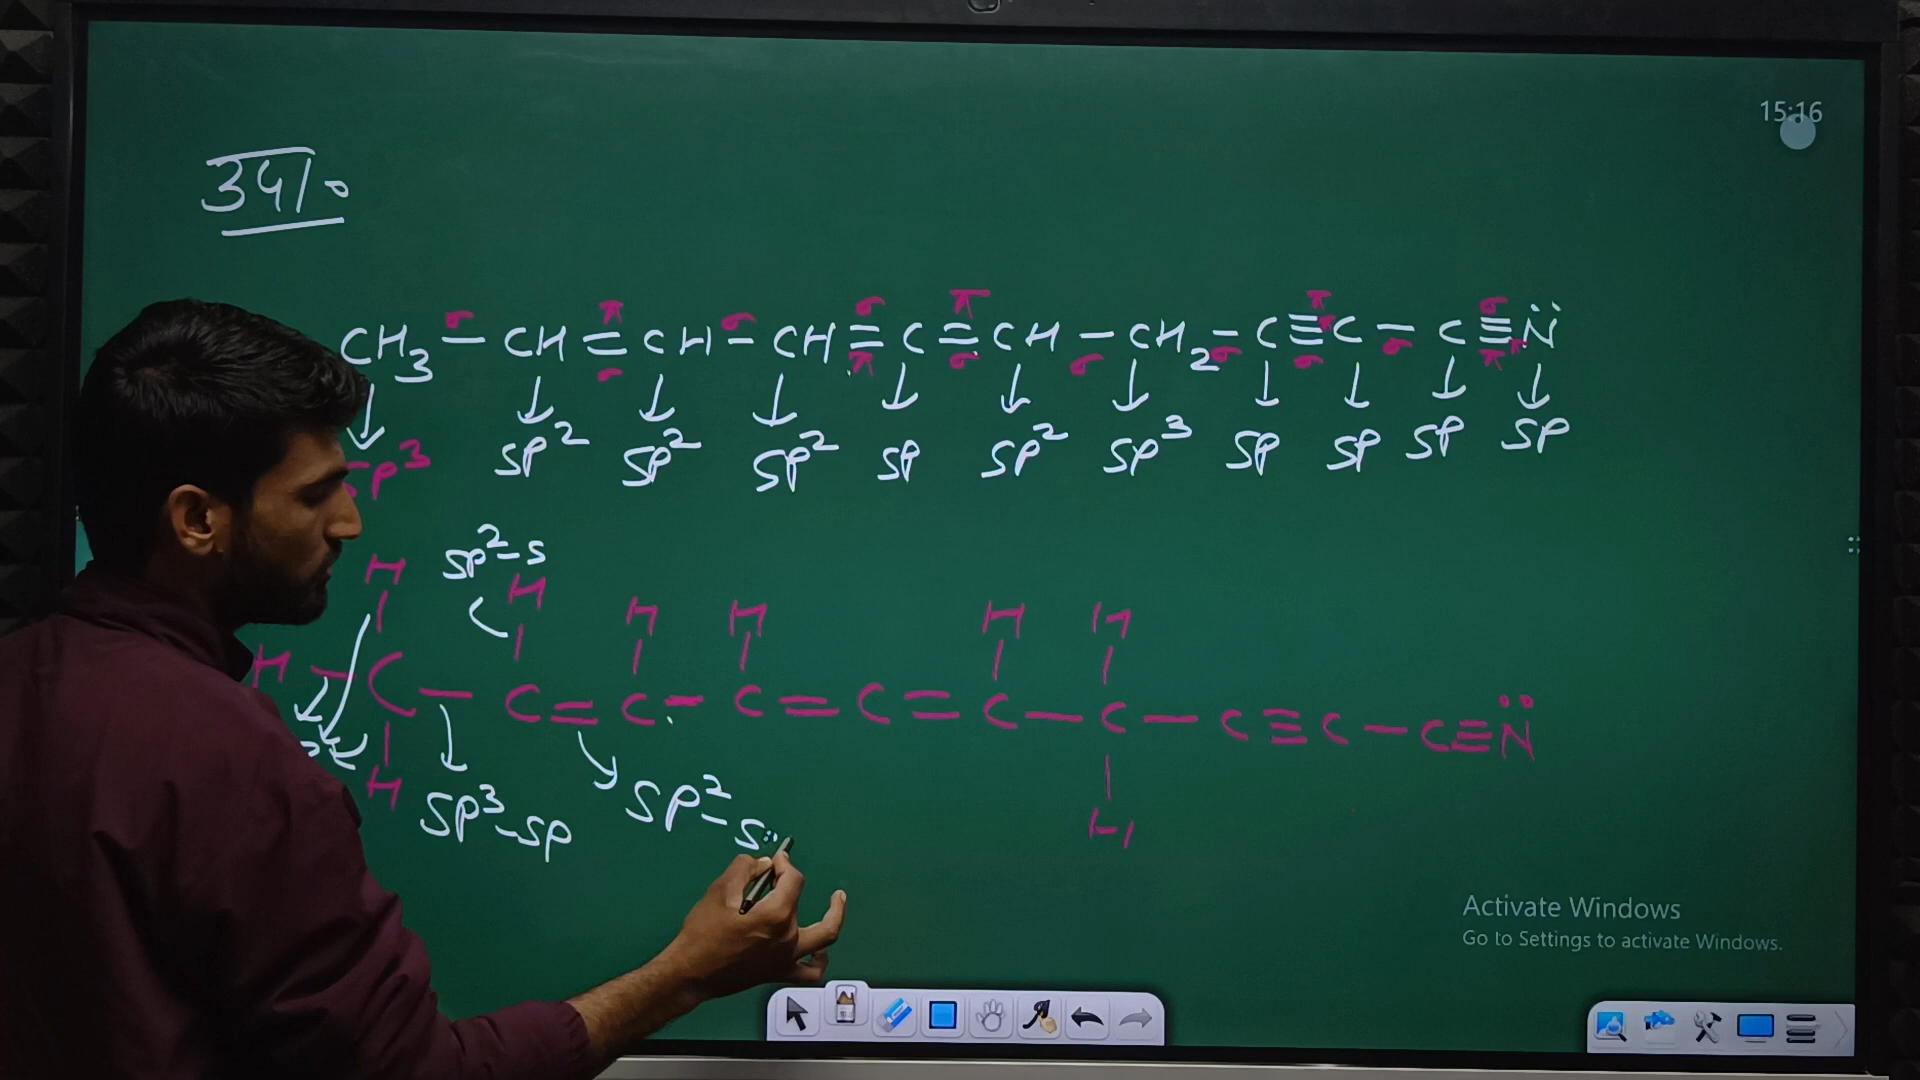 15:16
34/.
σ π σ σ π π
CH3 - CH = CH - CH = C = CH - CH2 - C ≡ C - C ≡ N̈
σ π σ σ σ σ σ π π
sp3 sp2 sp2 sp2 sp sp2 sp3 sp sp sp sp
sp2-s
H H H H H H
H - C - C = C - C = C = C - C - C ≡ C - C ≡ N̈
H sp3-sp sp2-s H
Activate Windows
Go to Settings to activate Windows.